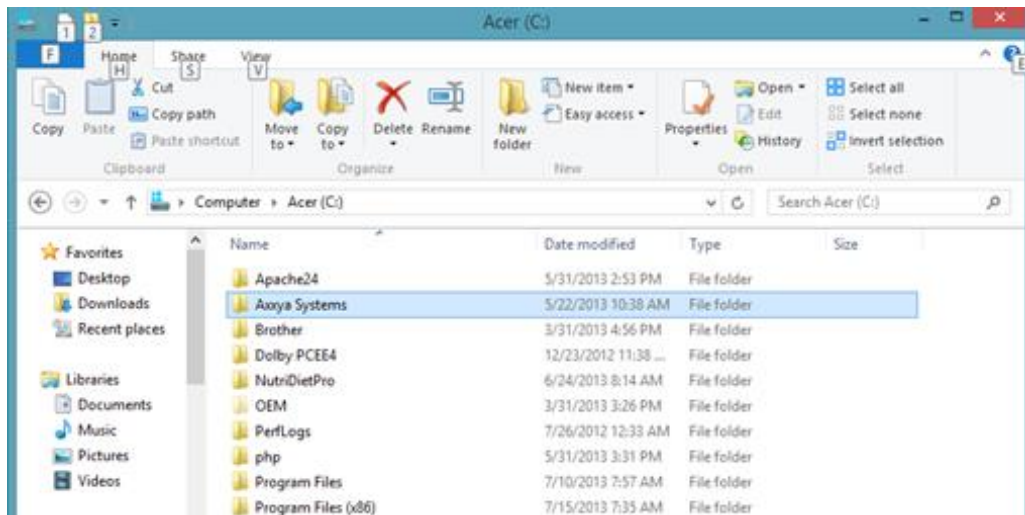 Acer (C:)
1 2
F Home Share View
H S V E
Copy
Paste
Cut
Copy path
Paste shortcut
Clipboard
Move to
Copy to
Delete
Rename
Organize
New folder
New item
Easy access
New
Properties
Open
Edit
History
Open
Select all
Select none
Invert selection
Select
Computer Acer (C:) Search Acer (C:)
Favorites
Desktop
Downloads
Recent places
Libraries
Documents
Music
Pictures
Videos
Name Date modified Type Size
Apache24 5/31/2013 2:53 PM File folder
Axxya Systems 5/22/2013 10:38 AM File folder
Brother 3/31/2013 4:56 PM File folder
Dolby PCEE4 12/23/2012 11:38 ... File folder
NutriDietPro 6/24/2013 8:14 AM File folder
OEM 3/31/2013 3:26 PM File folder
PerfLogs 7/26/2012 12:33 AM File folder
php 5/31/2013 3:31 PM File folder
Program Files 7/10/2013 7:57 AM File folder
Program Files (x86) 7/15/2013 7:35 AM File folder